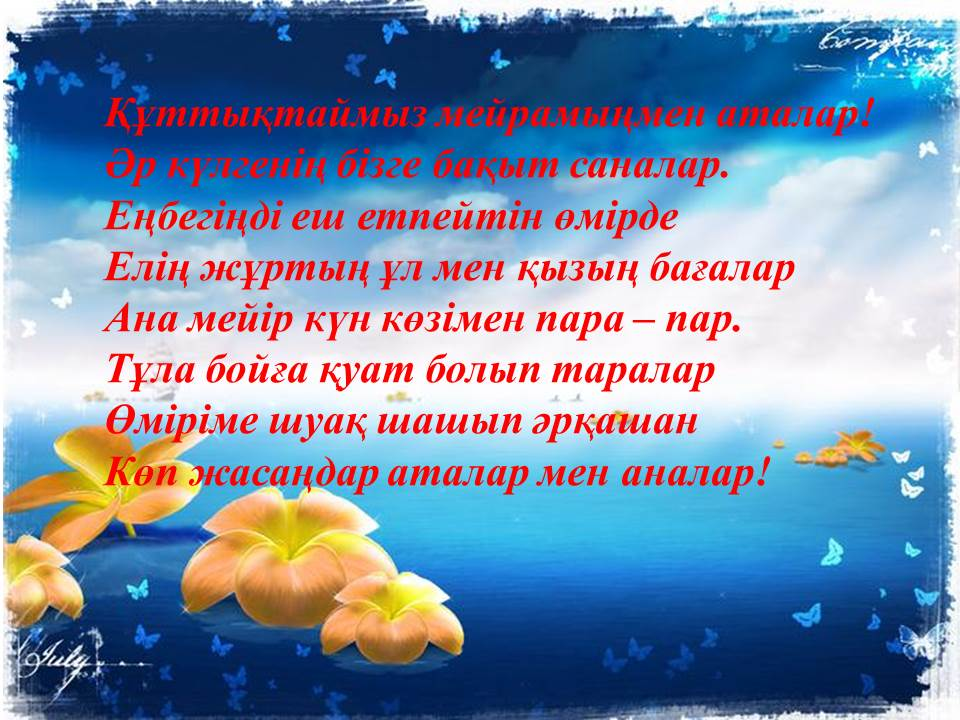 Құттықтаймыз мейрамыңмен аталар!
Әр күлгенің бізге бақыт саналар.
Еңбегіңді еш етпейтін өмірде
Елің жұртың ұл мен қызың бағалар
Ана мейір күн көзімен пара – пар.
Тұла бойға қуат болып таралар
Өміріме шуақ шашып әрқашан
Көп жасаңдар аталар мен аналар!
July